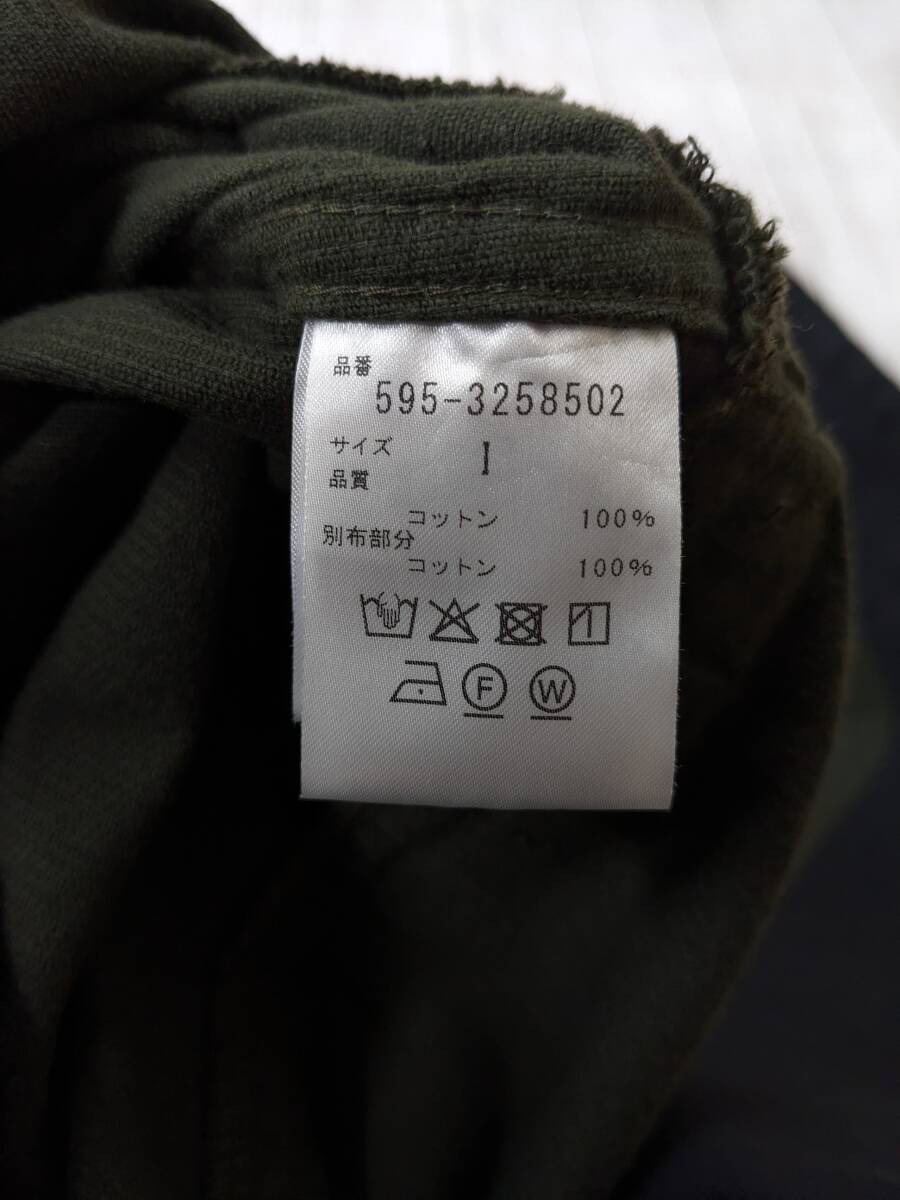 品番
595-3258502
サイズ I
品質
コットン 100%
別布部分
コットン 100%
F W